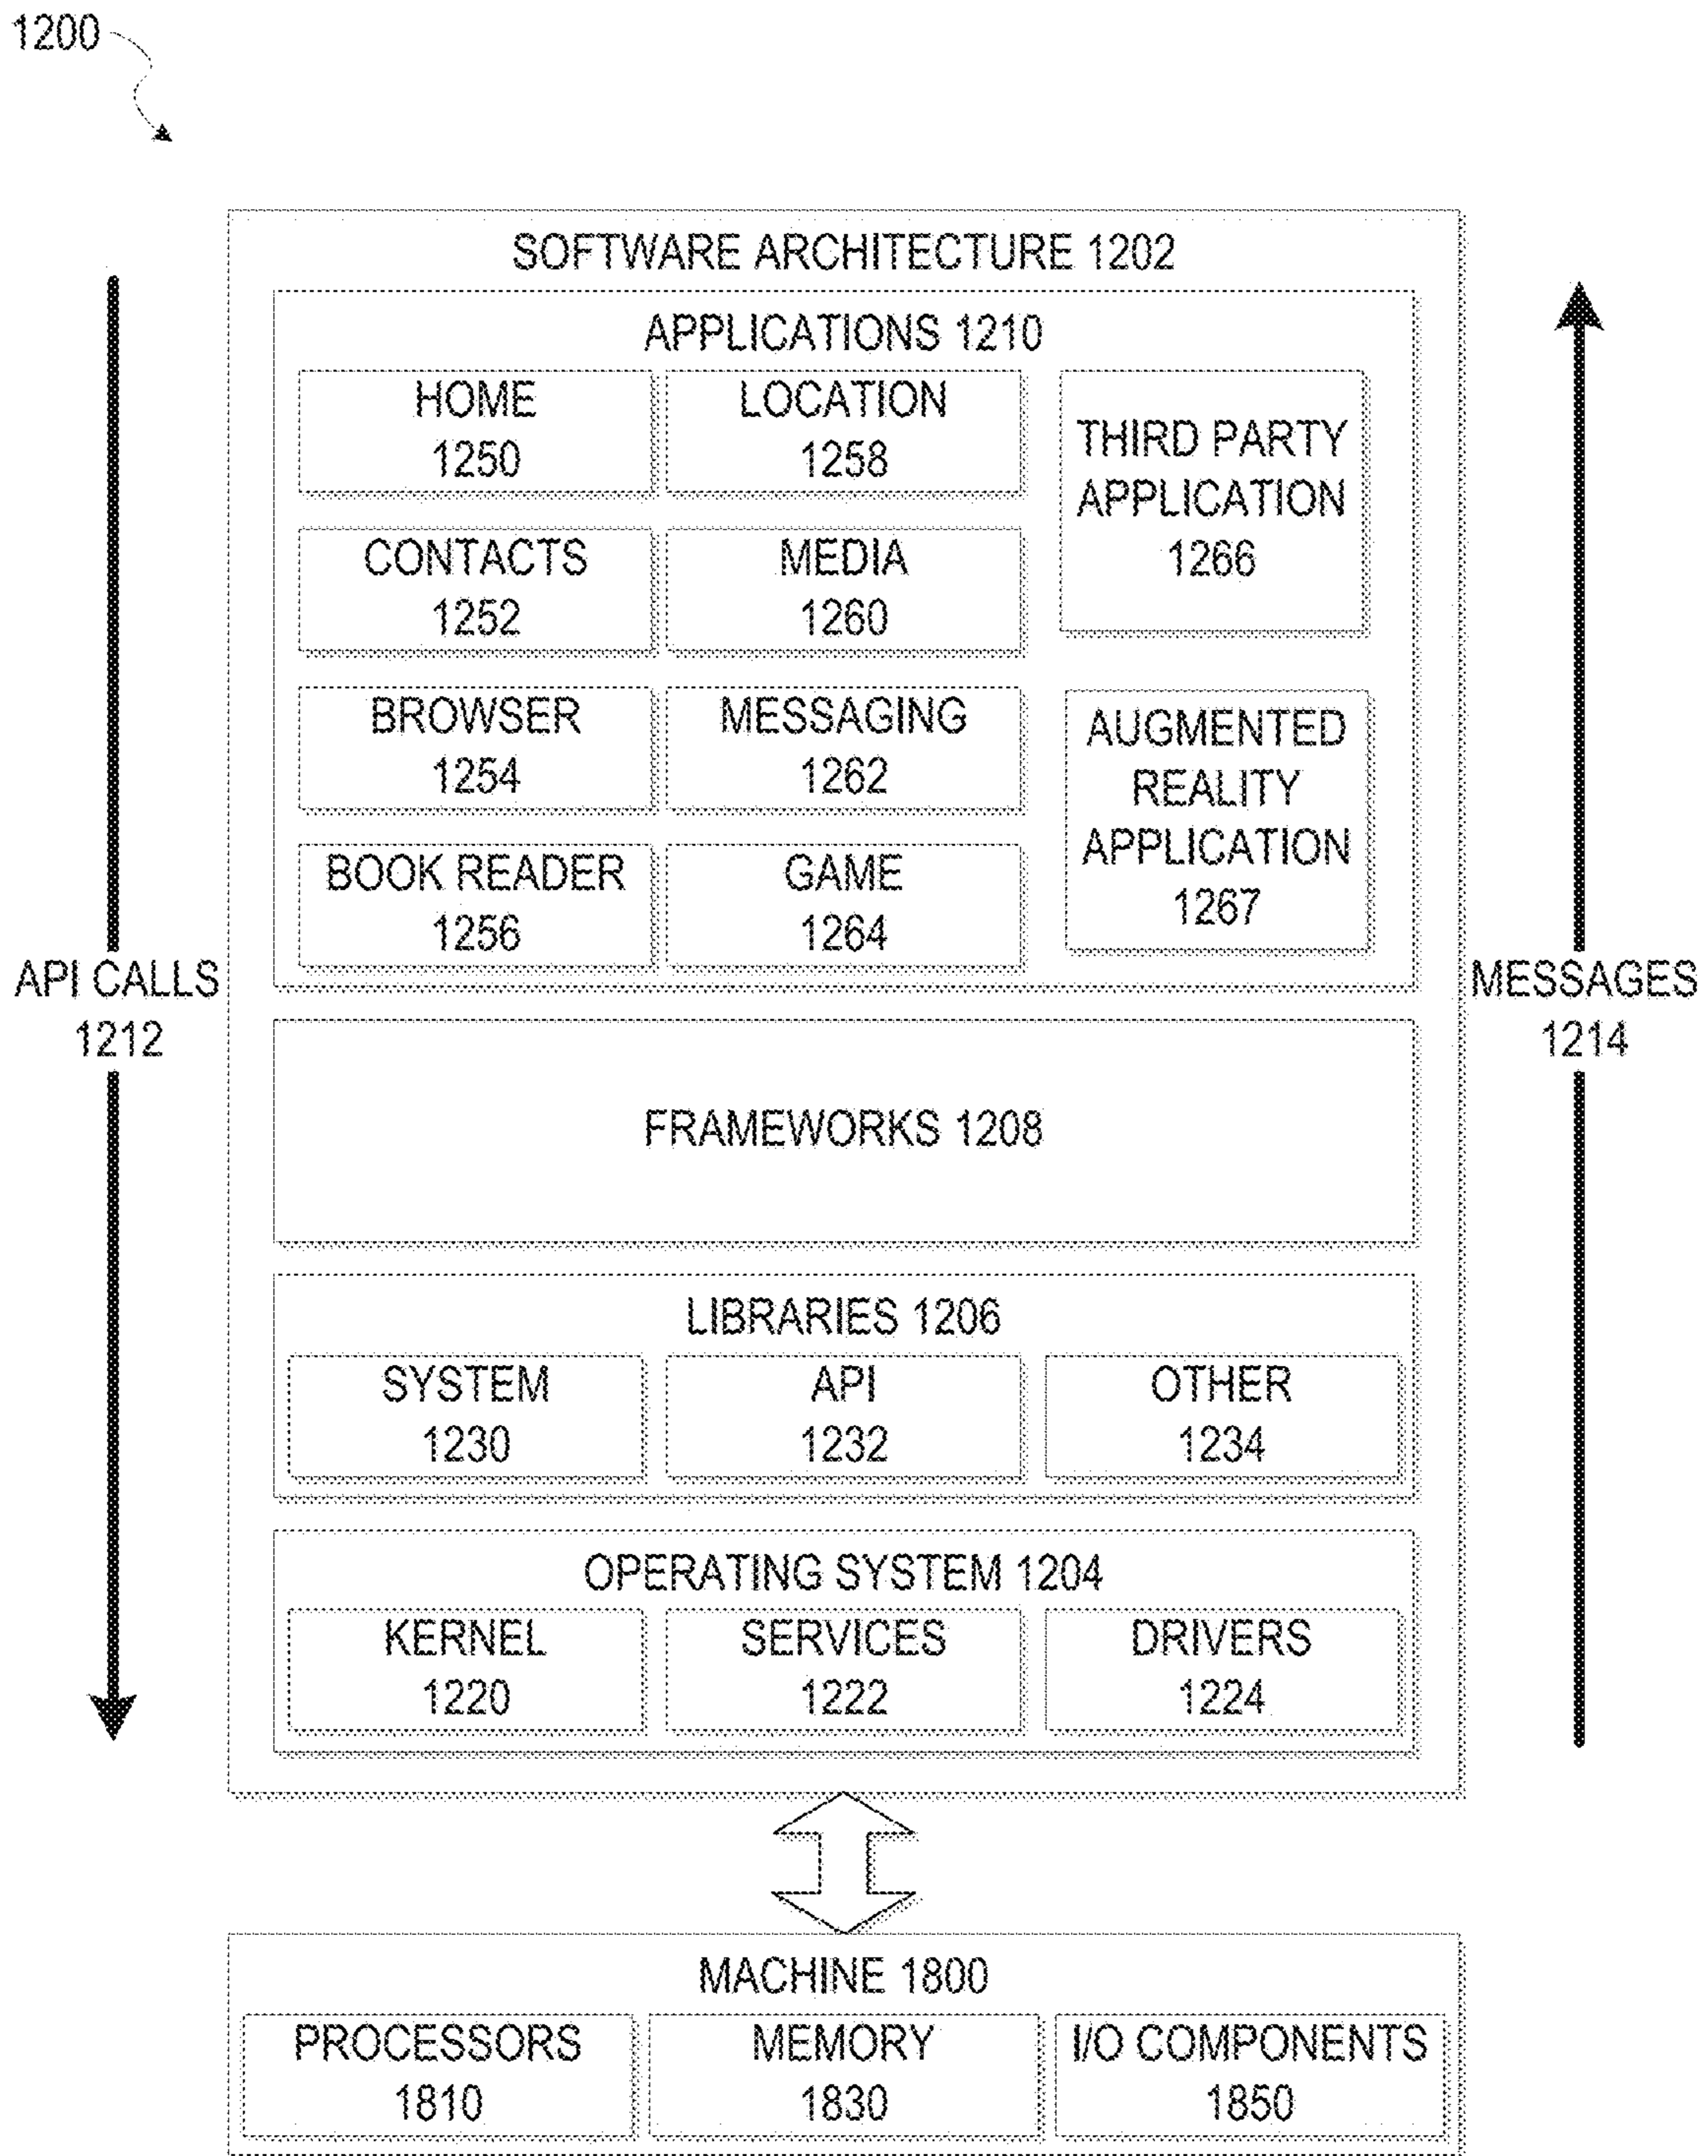 1200
SOFTWARE ARCHITECTURE 1202
APPLICATIONS 1210
HOME
1250
LOCATION
1258
THIRD PARTY
APPLICATION
1266
CONTACTS
1252
MEDIA
1260
BROWSER
1254
MESSAGING
1262
AUGMENTED
REALITY
APPLICATION
1267
BOOK READER
1256
GAME
1264
API CALLS
1212
MESSAGES
1214
FRAMEWORKS 1208
LIBRARIES 1206
SYSTEM
1230
API
1232
OTHER
1234
OPERATING SYSTEM 1204
KERNEL
1220
SERVICES
1222
DRIVERS
1224
MACHINE 1800
PROCESSORS
1810
MEMORY
1830
I/O COMPONENTS
1850